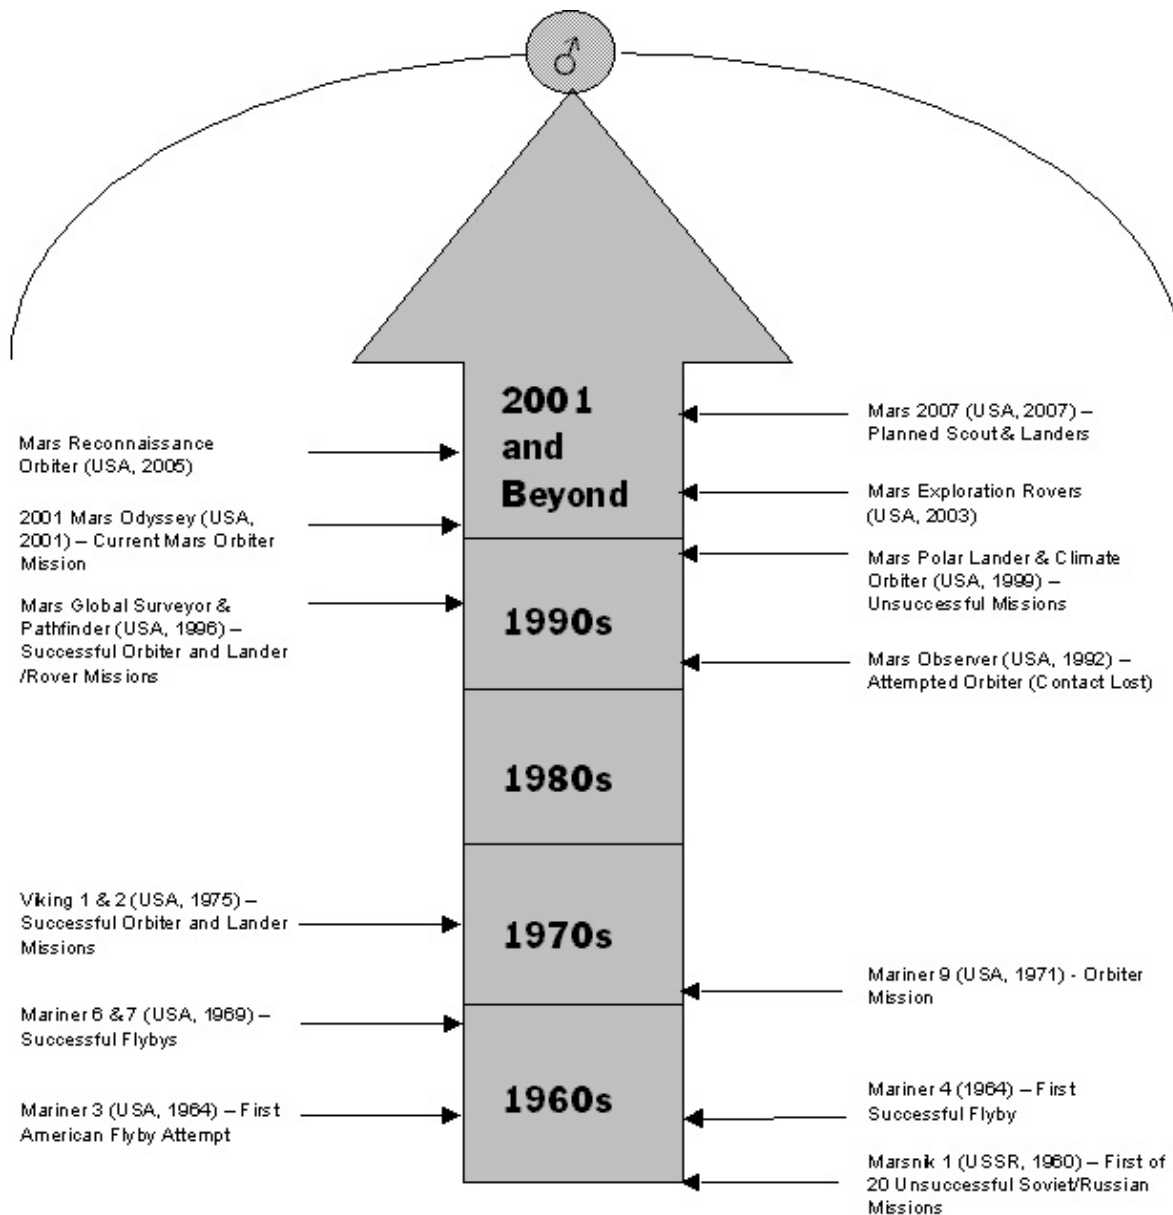 ♂
2001
and
Beyond
1990s
1980s
1970s
1960s
Mars Reconnaissance
Orbiter (USA, 2005)
2001 Mars Odyssey (USA,
2001) – Current Mars Orbiter
Mission
Mars Global Surveyor &
Pathfinder (USA, 1996) –
Successful Orbiter and Lander
/Rover Missions
Viking 1 & 2 (USA, 1975) –
Successful Orbiter and Lander
Missions
Mariner 6 & 7 (USA, 1969) –
Successful Flybys
Mariner 3 (USA, 1964) – First
American Flyby Attempt
Mars 2007 (USA, 2007) –
Planned Scout & Landers
Mars Exploration Rovers
(USA, 2003)
Mars Polar Lander & Climate
Orbiter (USA, 1999) –
Unsuccessful Missions
Mars Observer (USA, 1992) –
Attempted Orbiter (Contact Lost)
Mariner 9 (USA, 1971) - Orbiter
Mission
Mariner 4 (1964) – First
Successful Flyby
Marsnik 1 (USSR, 1960) – First of
20 Unsuccessful Soviet/Russian
Missions